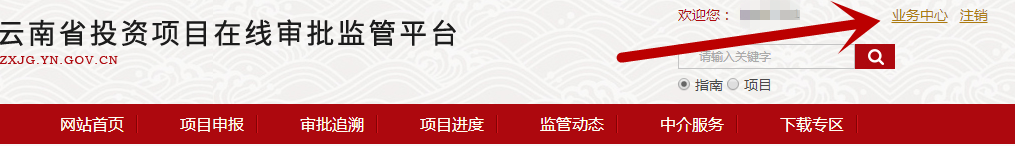 欢迎您：
业务中心 注销
云南省投资项目在线审批监管平台
ZXJG.YN.GOV.CN
请输入关键字
指南 项目
网站首页 项目申报 审批追溯 项目进度 监管动态 中介服务 下载专区